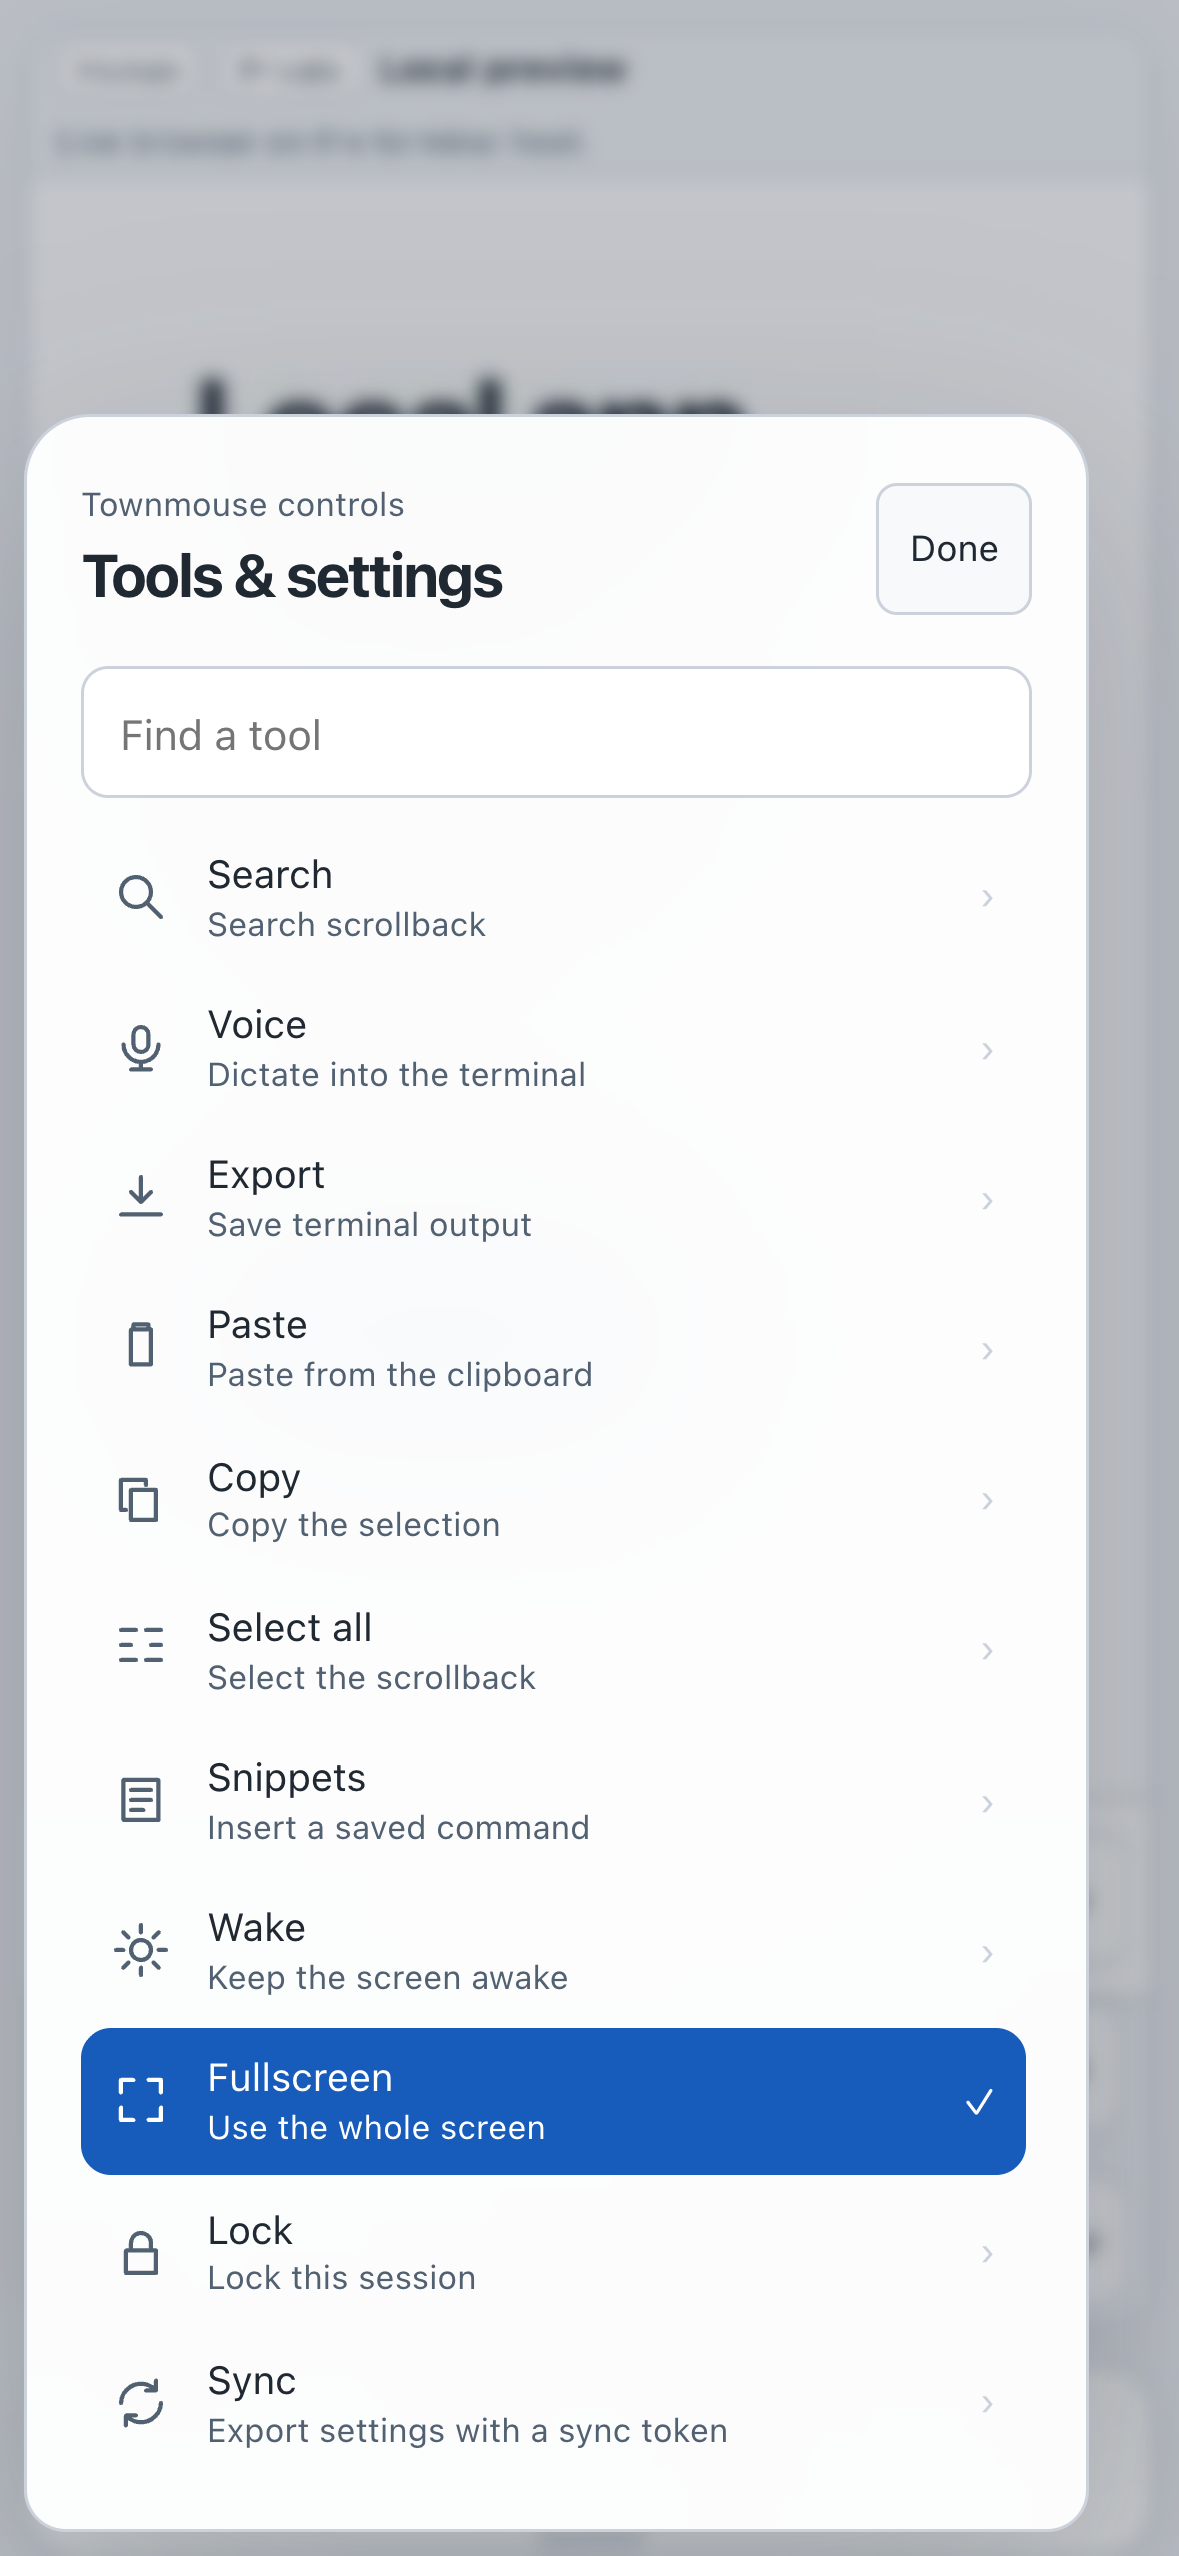 Local preview
Townmouse controls
Tools & settings
Done
Find a tool
Search
Search scrollback
Voice
Dictate into the terminal
Export
Save terminal output
Paste
Paste from the clipboard
Copy
Copy the selection
Select all
Select the scrollback
Snippets
Insert a saved command
Wake
Keep the screen awake
Fullscreen
Use the whole screen
Lock
Lock this session
Sync
Export settings with a sync token